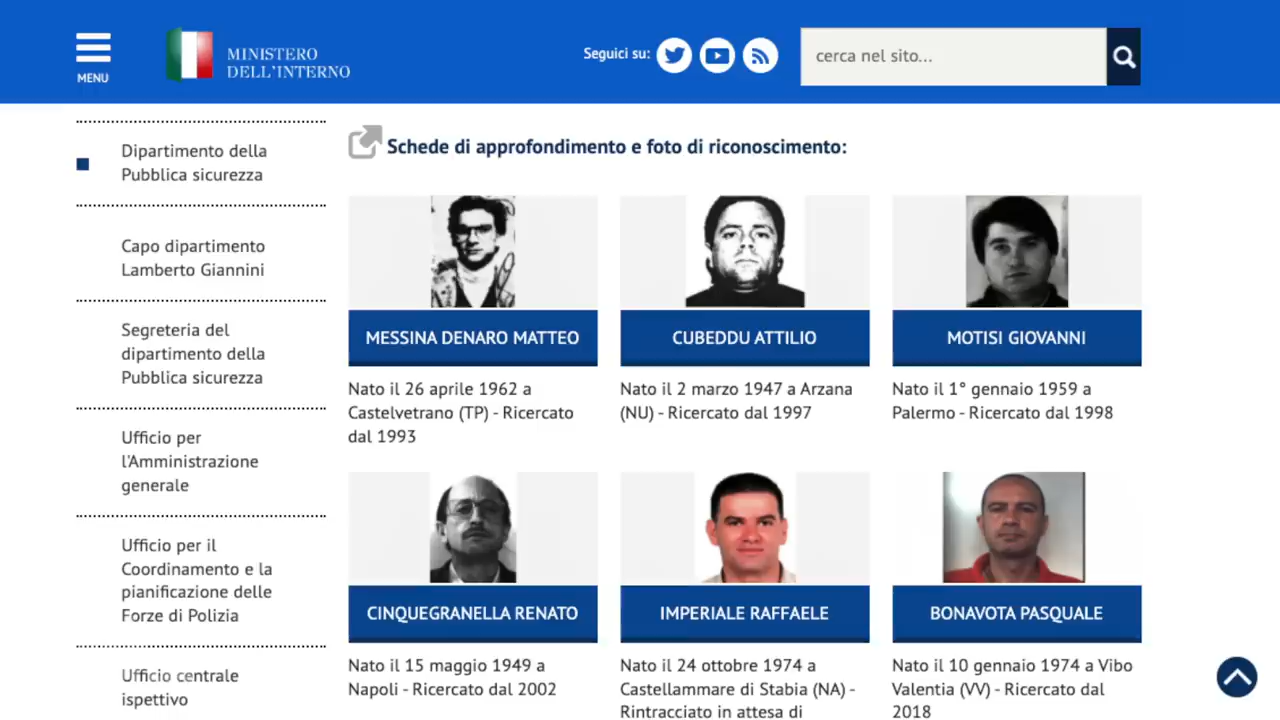 MENU
MINISTERO
DELL'INTERNO
Seguici su:
cerca nel sito...
Dipartimento della
Pubblica sicurezza
Capo dipartimento
Lamberto Giannini
Segreteria del
dipartimento della
Pubblica sicurezza
Ufficio per
l'Amministrazione
generale
Ufficio per il
Coordinamento e la
pianificazione delle
Forze di Polizia
Ufficio centrale
ispettivo
Schede di approfondimento e foto di riconoscimento:
MESSINA DENARO MATTEO
Nato il 26 aprile 1962 a
Castelvetrano (TP) - Ricercato
dal 1993
CUBEDDU ATTILIO
Nato il 2 marzo 1947 a Arzana
(NU) - Ricercato dal 1997
MOTISI GIOVANNI
Nato il 1° gennaio 1959 a
Palermo - Ricercato dal 1998
CINQUEGRANELLA RENATO
Nato il 15 maggio 1949 a
Napoli - Ricercato dal 2002
IMPERIALE RAFFAELE
Nato il 24 ottobre 1974 a
Castellammare di Stabia (NA) -
Rintracciato in attesa di
BONAVOTA PASQUALE
Nato il 10 gennaio 1974 a Vibo
Valentia (VV) - Ricercato dal
2018